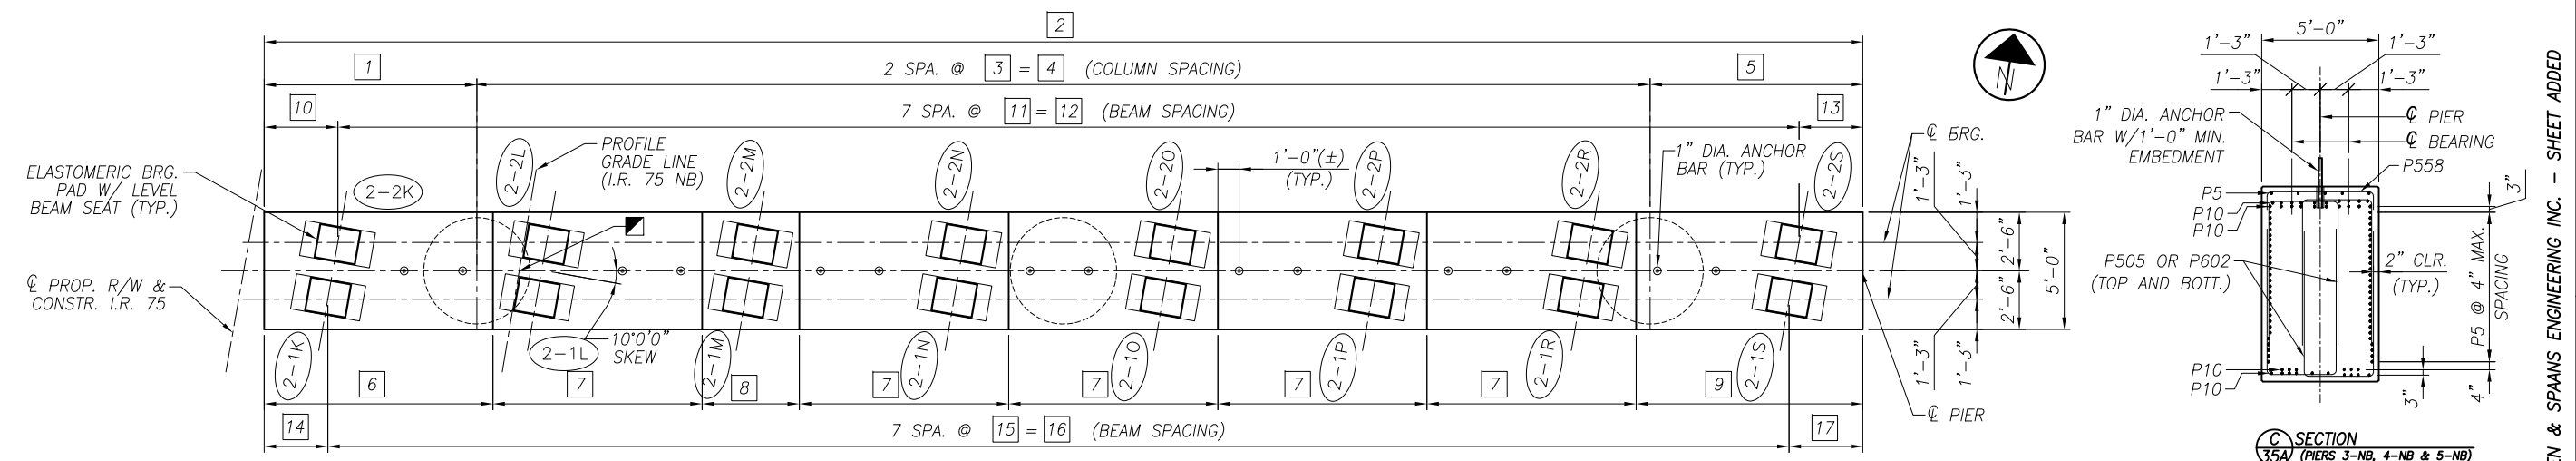 2
1
2 SPA. @ 3 = 4 (COLUMN SPACING)
5
10
7 SPA. @ 11 = 12 (BEAM SPACING)
13
N
ELASTOMERIC BRG.
PAD W/ LEVEL
BEAM SEAT (TYP.)
2-2K
2-2L
PROFILE
GRADE LINE
(I.R. 75 NB)
2-2M
2-2N
2-2O
1'-0"(±)
(TYP.)
2-2P
2-2R
1" DIA. ANCHOR
BAR (TYP.)
2-2S
℄ BRG.
1'-3"
1'-3"
2'-6"
2'-6"
5'-0"
1'-3"
1'-3"
℄ PROP. R/W &
CONSTR. I.R. 75
10°0'0"
SKEW
2-1K
2-1L
2-1M
2-1N
2-1O
2-1P
2-1R
2-1S
6
7
8
7
7
7
7
9
℄ PIER
14
7 SPA. @ 15 = 16 (BEAM SPACING)
17
5'-0"
1'-3"
1'-3"
1'-3"
1'-3"
1" DIA. ANCHOR
BAR W/1'-0" MIN.
EMBEDMENT
℄ PIER
℄ BEARING
P558
P5
P10
P10
3"
P505 OR P602
(TOP AND BOTT.)
2" CLR.
(TYP.)
P5 @ 4" MAX.
SPACING
P10
P10
3"
4"
C SECTION
35A (PIERS 3-NB, 4-NB & 5-NB)
& SPAANS ENGINEERING INC. - SHEET ADDED